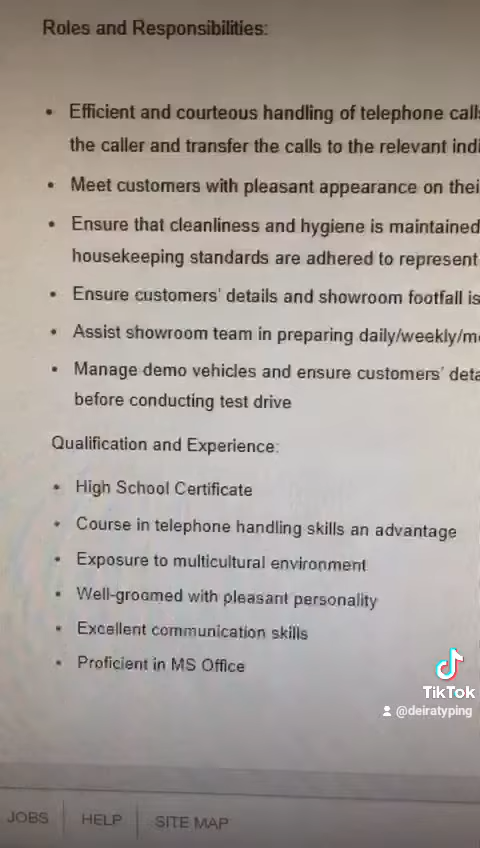 Roles and Responsibilities:
• Efficient and courteous handling of telephone call
the caller and transfer the calls to the relevant indi
• Meet customers with pleasant appearance on thei
• Ensure that cleanliness and hygiene is maintained
housekeeping standards are adhered to represent
• Ensure customers' details and showroom footfall is
• Assist showroom team in preparing daily/weekly/m
• Manage demo vehicles and ensure customers' deta
before conducting test drive
Qualification and Experience:
• High School Certificate
• Course in telephone handling skills an advantage
• Exposure to multicultural environment
• Well-groomed with pleasant personality
• Excellent communication skills
• Proficient in MS Office
TikTok
@deiratyping
JOBS
HELP
SITE MAP